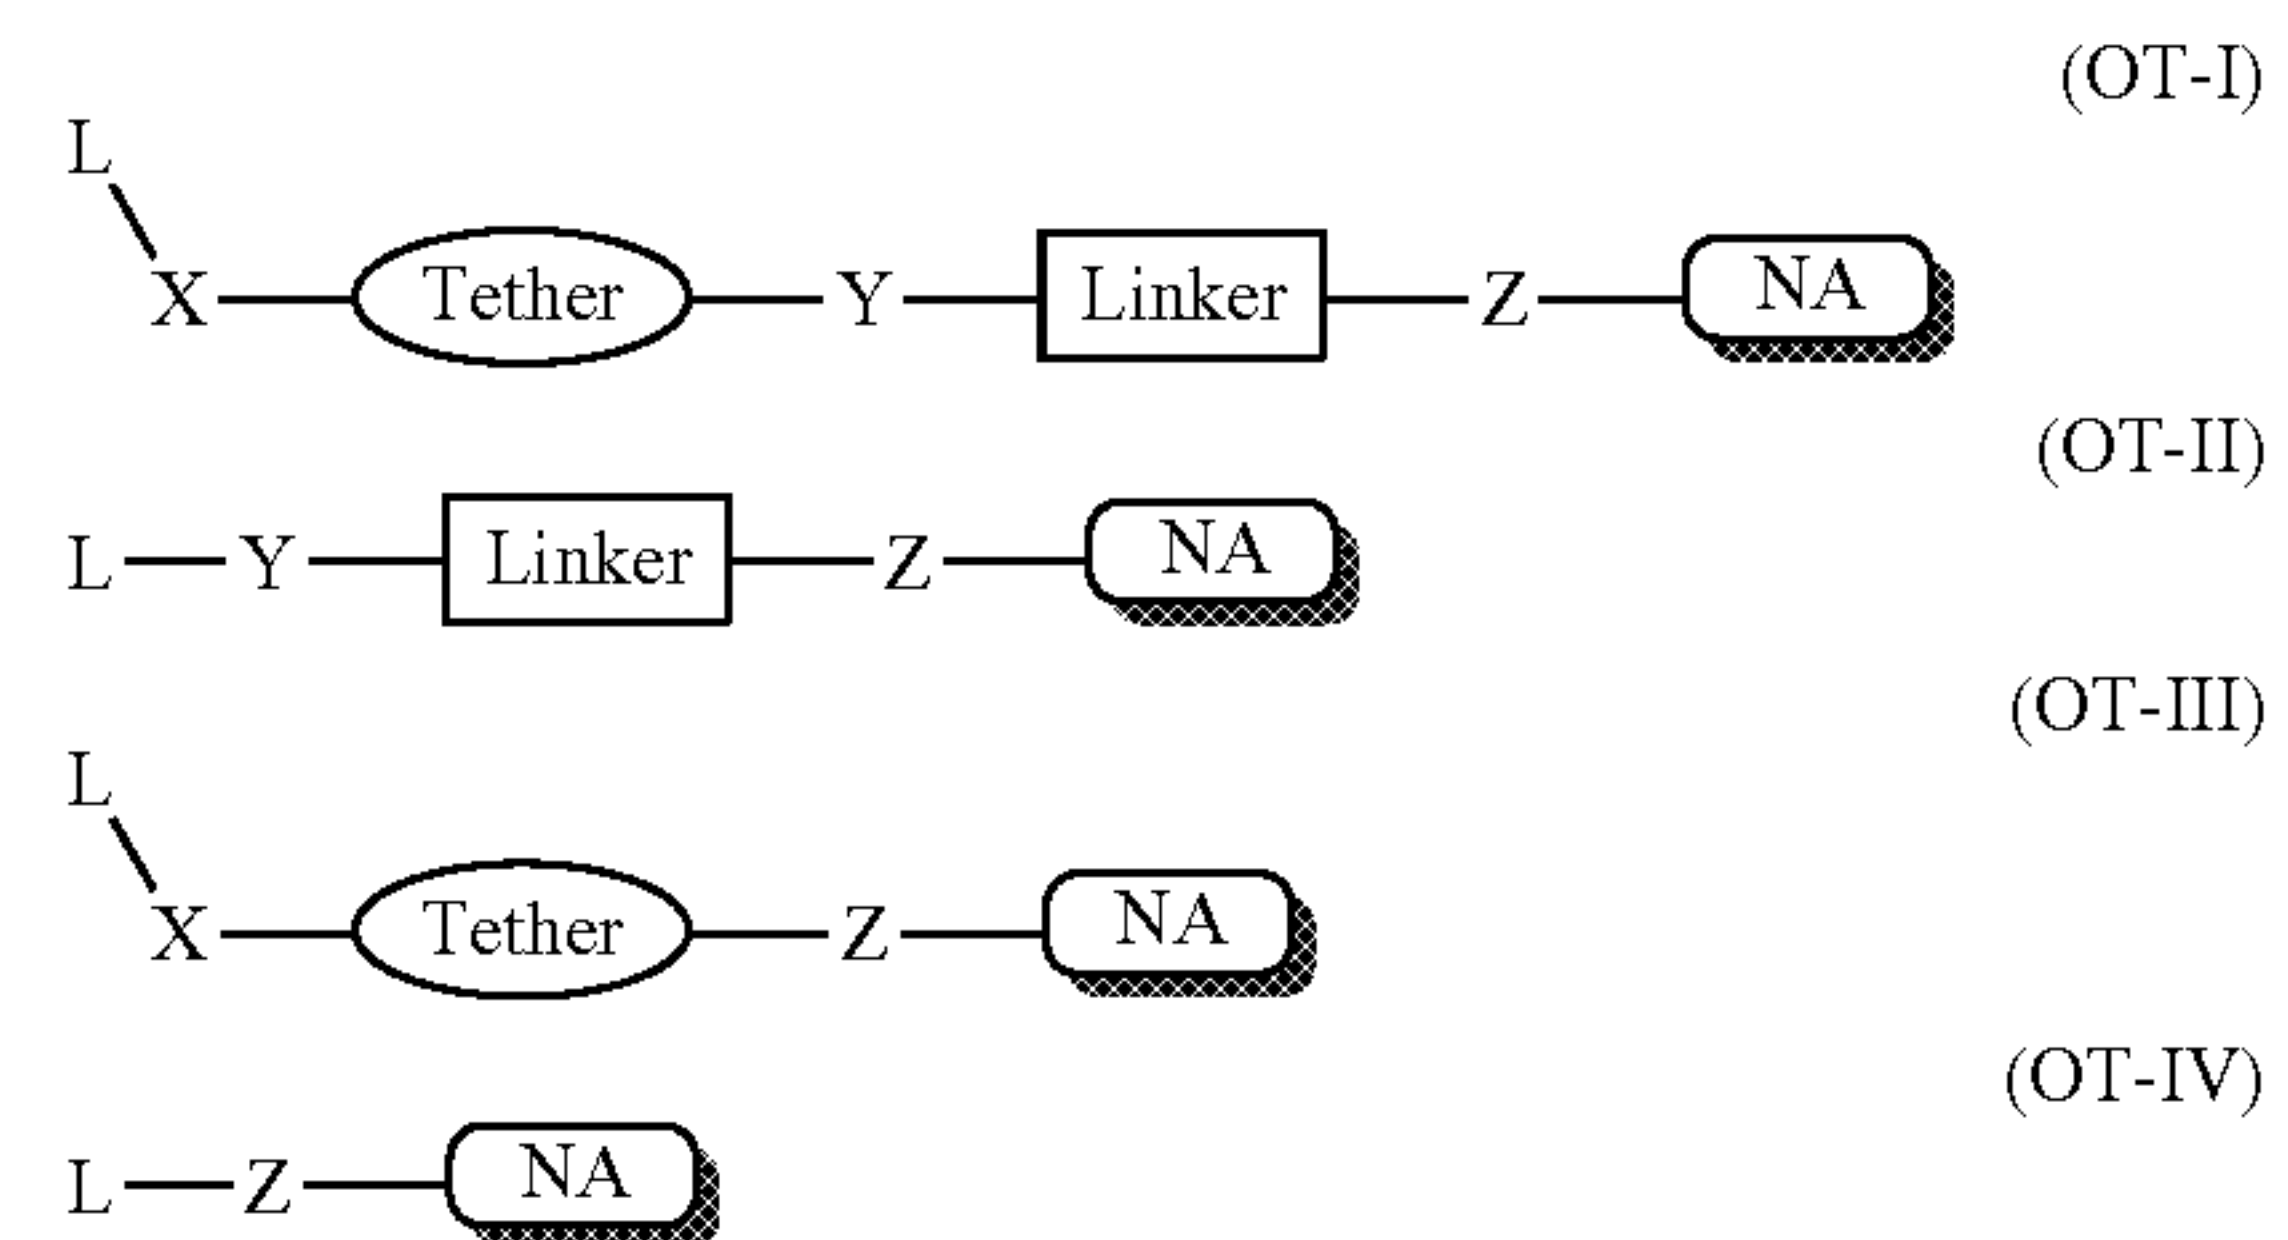 (OT-I)
L
X Tether Y Linker Z NA
(OT-II)
L Y Linker Z NA
(OT-III)
L
X Tether Z NA
(OT-IV)
L Z NA